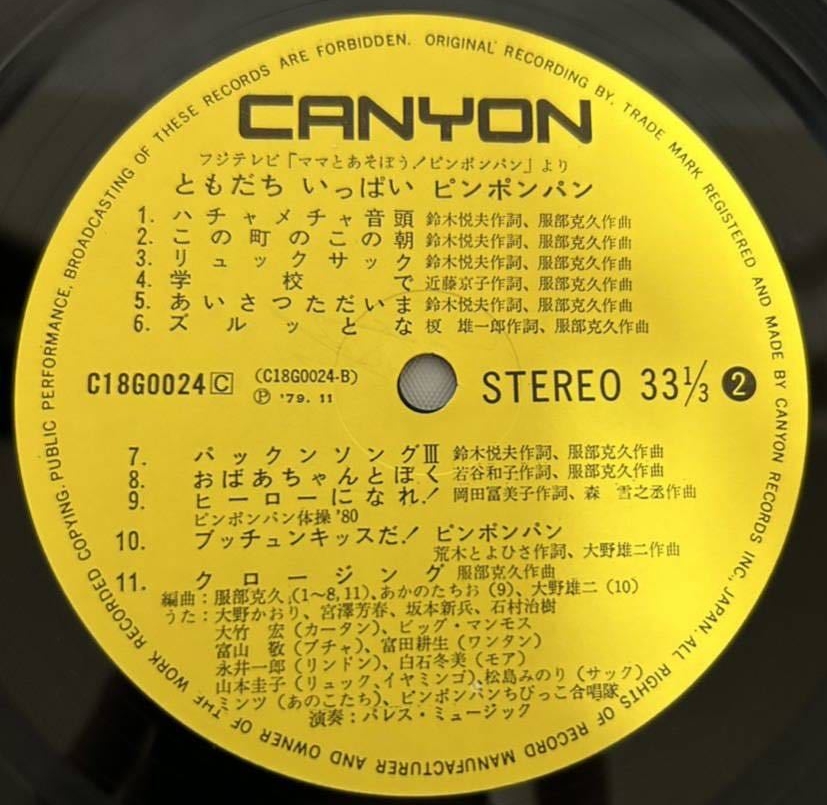 CANYON
フジテレビ「ママとあそぼう!ピンポンパン」より
ともだち いっぱい ピンポンパン
1. ハチャメチャ音頭 鈴木悦夫作詞、服部克久作曲
2. この町のこの朝 鈴木悦夫作詞、服部克久作曲
3. リュックサック 鈴木悦夫作詞、服部克久作曲
4. 学校で 近藤京子作詞、服部克久作曲
5. あいさつただいま 鈴木悦夫作詞、服部克久作曲
6. ズルッとな 榎 雄一郎作詞、服部克久作曲
C18G0024 C (C18G0024-B) STEREO 33 1/3 2
Ⓟ '79. 11
7. パックンソングⅢ 鈴木悦夫作詞、服部克久作曲
8. おばあちゃんとぼく 若谷和子作詞、服部克久作曲
9. ヒーローになれ! 岡田冨美子作詞、森 雪之丞作曲
ピンポンパン体操'80
10. ブッチュンキッスだ! ピンポンパン
荒木とよひさ作詞、大野雄二作曲
11. クロージング 服部克久作曲
編曲:服部克久(1~8, 11)、あかのたちお(9)、大野雄二(10)
うた:大野かおり、宮澤芳春、坂本新兵、石村治樹
大竹 宏(カータン)、ビッグ・マンモス
富山 敬(ブチャ)、富田耕生(ワンタン)
永井一郎(リンドン)、白石冬美(モア)
山本圭子(リュック、イヤミンゴ)、松島みのり(サック)
ミンツ(あのこたち)、ピンポンパンちびっこ合唱隊
演奏:パレス・ミュージック
ALL RIGHTS OF RECORD MANUFACTURER AND OWNER OF THE WORK RECORDED COPYING, PUBLIC PERFORMANCE, BROADCASTING OF THESE RECORDS ARE FORBIDDEN. ORIGINAL RECORDING BY. TRADE MARK REGISTERED AND MADE BY CANYON RECORDS INC., JAPAN.